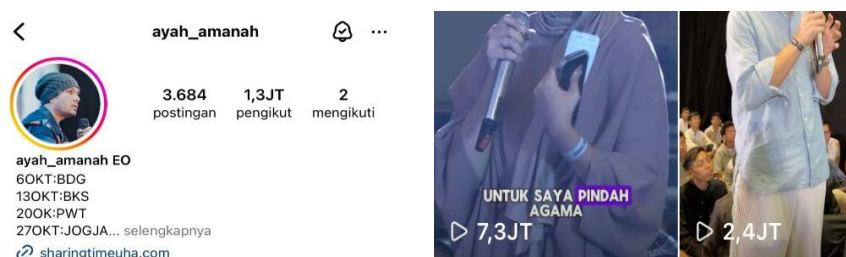 ayah_amanah
3.684 1,3JT 2
postingan pengikut mengikuti
ayah_amanah EO
6OKT:BDG
13OKT:BKS
20OK:PWT
27OKT:JOGJA... selengkapnya
sharingtimeuha.com
UNTUK SAYA PINDAH
AGAMA
7,3JT
2,4JT